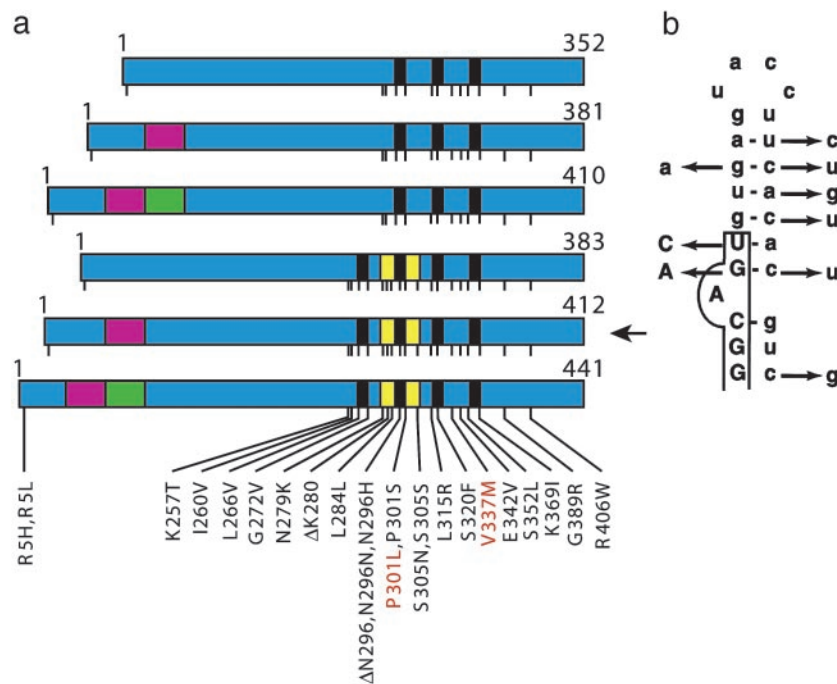 a
b
1
352
1
381
1
410
1
383
1
412
1
441
R5H,R5L
K257T
I260V
L266V
G272V
N279K
ΔK280
L284L
ΔN296,N296N,N296H
P301L,P301S
S305N,S305S
L315R
S320F
V337M
E342V
S352L
K369I
G389R
R406W
a c
u c
g u
a - u c
a g - c u
u - a g
g - c u
C U - a
A G - c u
A
C - g
G u
G c g